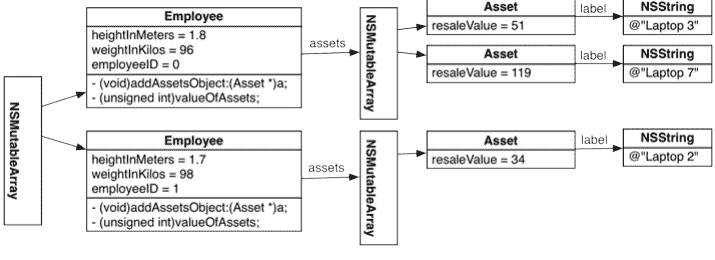 NSMutableArray
Employee
heightInMeters = 1.8
weightInKilos = 96
employeeID = 0
- (void)addAssetsObject:(Asset *)a;
- (unsigned int)valueOfAssets;
assets
NSMutableArray
Asset
resaleValue = 51
label
NSString
@"Laptop 3"
Asset
resaleValue = 119
label
NSString
@"Laptop 7"
Employee
heightInMeters = 1.7
weightInKilos = 98
employeeID = 1
- (void)addAssetsObject:(Asset *)a;
- (unsigned int)valueOfAssets;
assets
NSMutableArray
Asset
resaleValue = 34
label
NSString
@"Laptop 2"